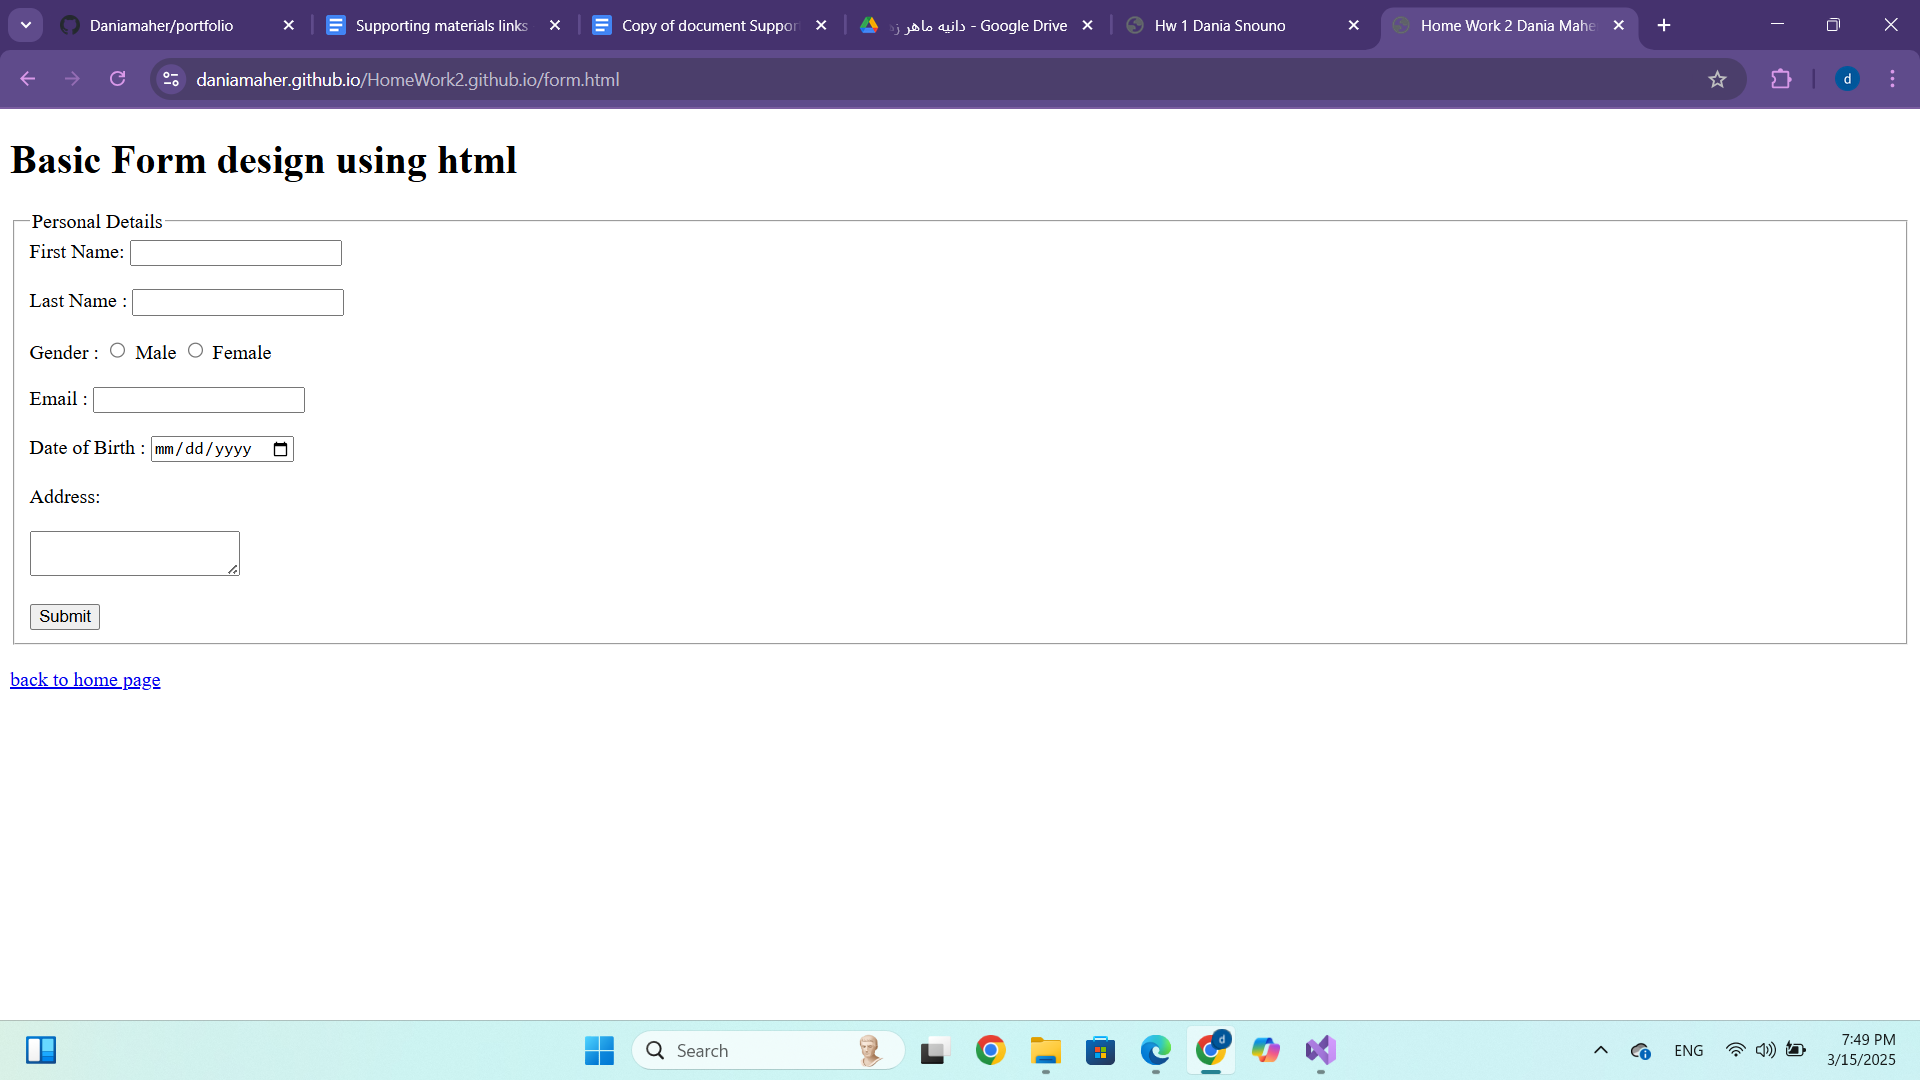 Daniamaher/portfolio
Supporting materials links
Copy of document Suppor
دانيه ماهر - Google Drive
Hw 1 Dania Snouno
Home Work 2 Dania Mahe
daniamaher.github.io/HomeWork2.github.io/form.html
d
Basic Form design using html
Personal Details
First Name:
Last Name :
Gender : Male Female
Email :
Date of Birth : mm/dd/yyyy
Address:
Submit
back to home page
Search
d
ENG
7:49 PM
3/15/2025